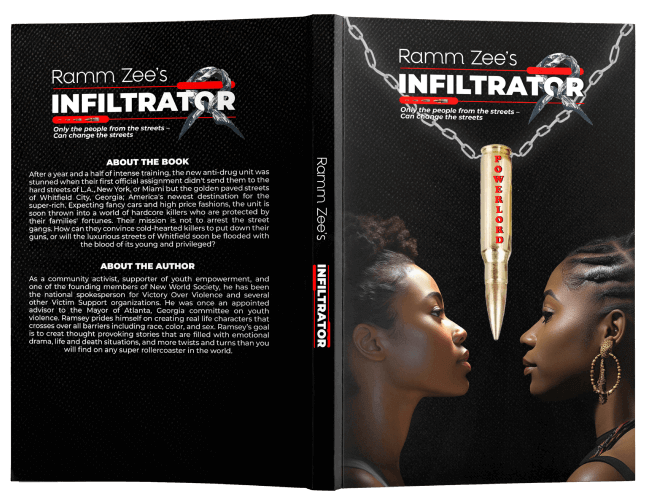 Ramm Zee's
INFILTRATOR
Only the people from the streets –
Can change the streets
ABOUT THE BOOK
After a year and a half of intense training, the new anti-drug unit was
stunned when their first official assignment didn't send them to the
hard streets of L.A., New York, or Miami but the golden paved streets
of Whitfield City, Georgia; America's newest destination for the
super-rich. Expecting fancy cars and high price fashions, the unit is
soon thrown into a world of hardcore killers who are protected by
their families' fortunes. Their mission is not to arrest the street
gangs. How can they convince cold-hearted killers to put down their
guns, or will the luxurious streets of Whitfield soon be flooded with
the blood of its young and privileged?
ABOUT THE AUTHOR
As a community activist, supporter of youth empowerment, and
one of the founding members of New World Society, he has been
the national spokesperson for Victory Over Violence and several
other Victim Support organizations. He was once an appointed
advisor to the Mayor of Atlanta, Georgia committee on youth
violence. Ramsey prides himself on creating real life characters that
crosses over all barriers including race, color, and sex. Ramsey's goal
is to creat thought provoking stories that are filled with emotional
drama, life and death situations, and more twists and turns than you
will find on any super rollercoaster in the world.
Ramm Zee's
INFILTRATOR
Ramm Zee's
INFILTRATOR
Only the people from the streets –
Can change the streets
POWERLORD